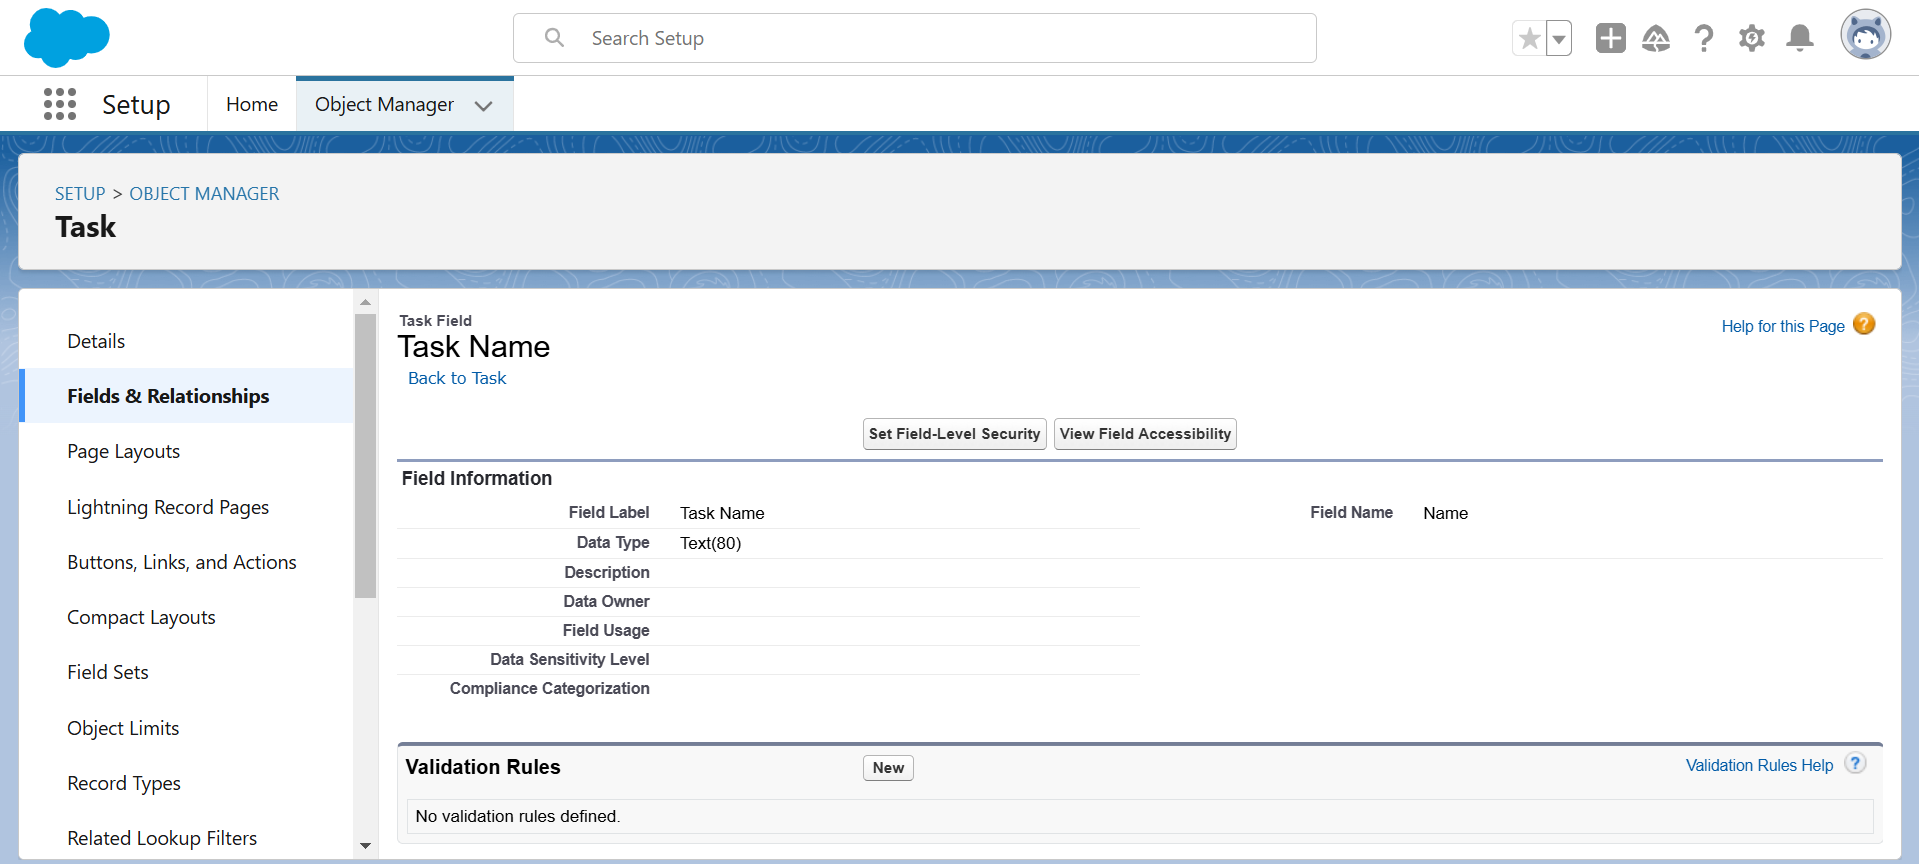 Search Setup
Setup
Home
Object Manager
SETUP > OBJECT MANAGER
Task
Details
Fields & Relationships
Page Layouts
Lightning Record Pages
Buttons, Links, and Actions
Compact Layouts
Field Sets
Object Limits
Record Types
Related Lookup Filters
Task Field
Task Name
Back to Task
Help for this Page ?
Set Field-Level Security
View Field Accessibility
Field Information
Field Label Task Name
Field Name Name
Data Type Text(80)
Description
Data Owner
Field Usage
Data Sensitivity Level
Compliance Categorization
Validation Rules
New
Validation Rules Help ?
No validation rules defined.